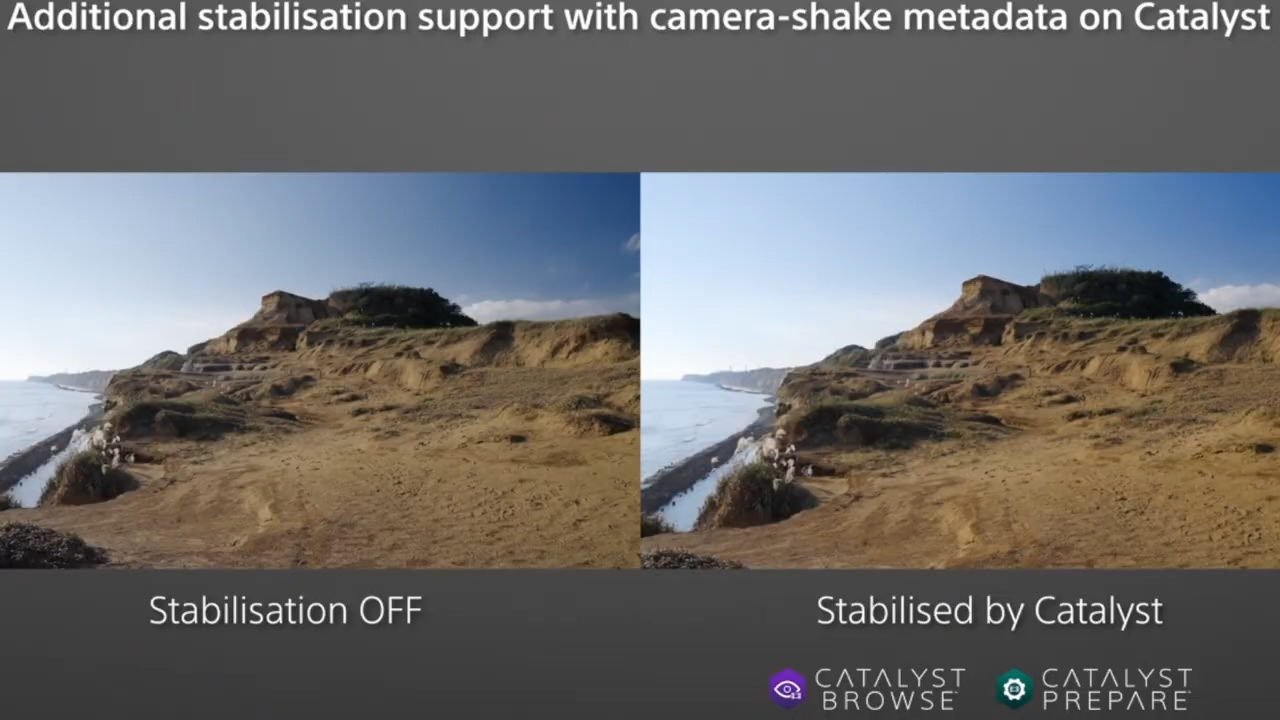 Additional stabilisation support with camera-shake metadata on Catalyst
Stabilisation OFF
Stabilised by Catalyst
CATALYST
BROWSE
CATALYST
PREPARE